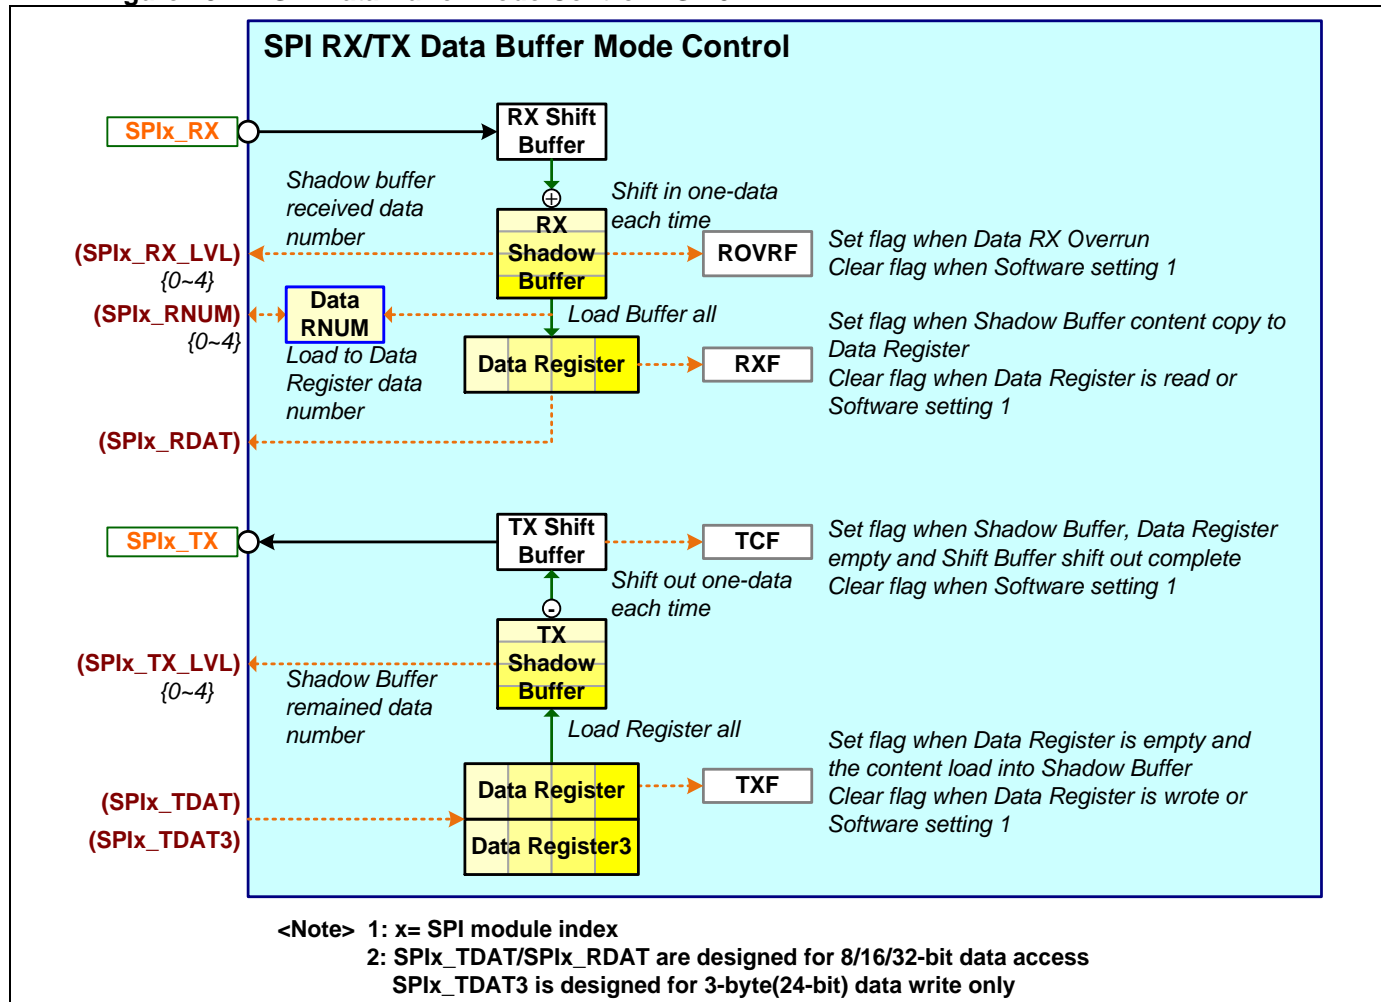 SPI RX/TX Data Buffer Mode Control
SPIx_RX
RX Shift
Buffer
Shadow buffer
received data
number
Shift in one-data
each time
RX
Shadow
Buffer
(SPIx_RX_LVL)
{0~4}
ROVRF
Set flag when Data RX Overrun
Clear flag when Software setting 1
(SPIx_RNUM)
{0~4}
Data
RNUM
Load Buffer all
Load to Data
Register data
number
Data Register
RXF
Set flag when Shadow Buffer content copy to
Data Register
Clear flag when Data Register is read or
Software setting 1
(SPIx_RDAT)
SPIx_TX
TX Shift
Buffer
TCF
Set flag when Shadow Buffer, Data Register
empty and Shift Buffer shift out complete
Clear flag when Software setting 1
Shift out one-data
each time
TX
Shadow
Buffer
(SPIx_TX_LVL)
{0~4}
Shadow Buffer
remained data
number
Load Register all
(SPIx_TDAT)
(SPIx_TDAT3)
Data Register
Data Register3
TXF
Set flag when Data Register is empty and
the content load into Shadow Buffer
Clear flag when Data Register is wrote or
Software setting 1
<Note> 1: x= SPI module index
2: SPIx_TDAT/SPIx_RDAT are designed for 8/16/32-bit data access
SPIx_TDAT3 is designed for 3-byte(24-bit) data write only